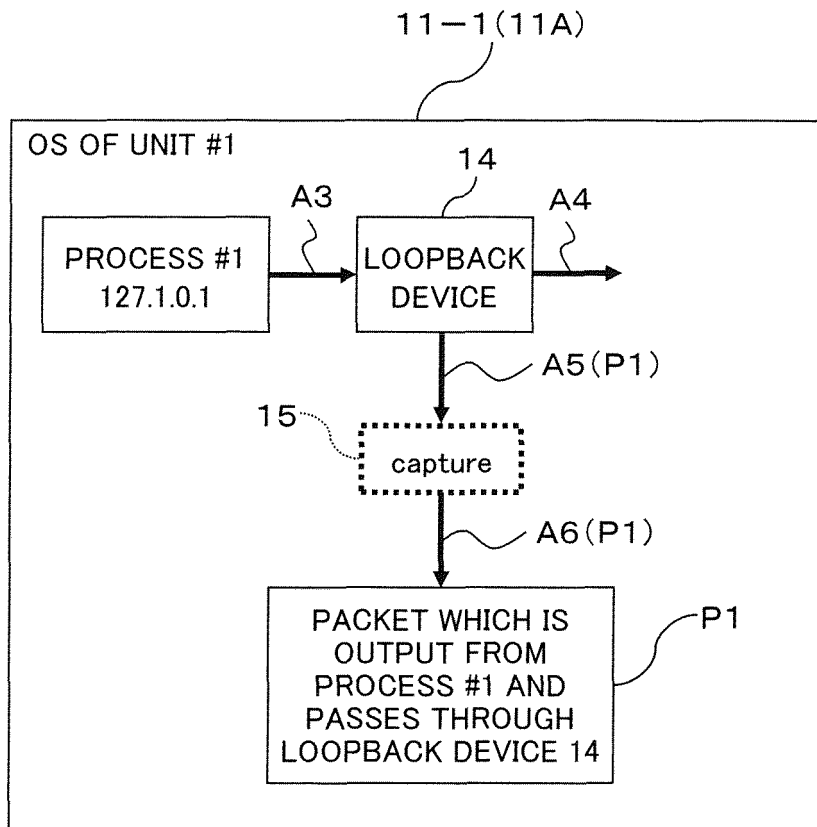 11-1(11A)
OS OF UNIT #1
14
A3
A4
PROCESS #1
127.1.0.1
LOOPBACK
DEVICE
A5(P1)
15
capture
A6(P1)
PACKET WHICH IS
OUTPUT FROM
PROCESS #1 AND
PASSES THROUGH
LOOPBACK DEVICE 14
P1